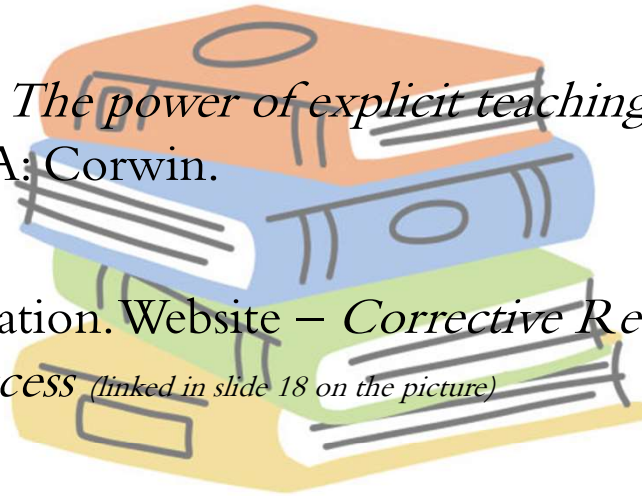 The power of explicit teaching
A: Corwin.
ation. Website – Corrective Re
cess (linked in slide 18 on the picture)